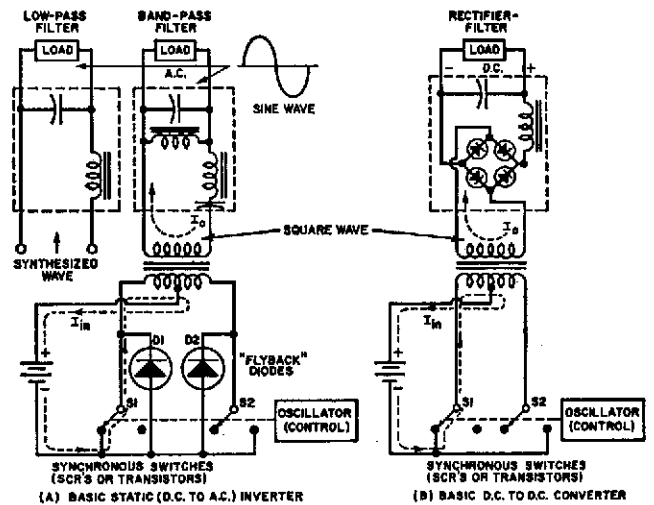 LOW-PASS
FILTER
LOAD
BAND-PASS
FILTER
LOAD
A.C.
SINE WAVE
I₀
SYNTHESIZED
WAVE
SQUARE WAVE
Iin
+
-
D1
D2
"FLYBACK"
DIODES
S1
S2
OSCILLATOR
(CONTROL)
SYNCHRONOUS SWITCHES
(SCR'S OR TRANSISTORS)
(A) BASIC STATIC (D.C. TO A.C.) INVERTER
RECTIFIER-
FILTER
LOAD
- D.C. +
I₀
Iin
+
-
S1
S2
OSCILLATOR
(CONTROL)
SYNCHRONOUS SWITCHES
(SCR'S OR TRANSISTORS)
(B) BASIC D.C. TO D.C. CONVERTER